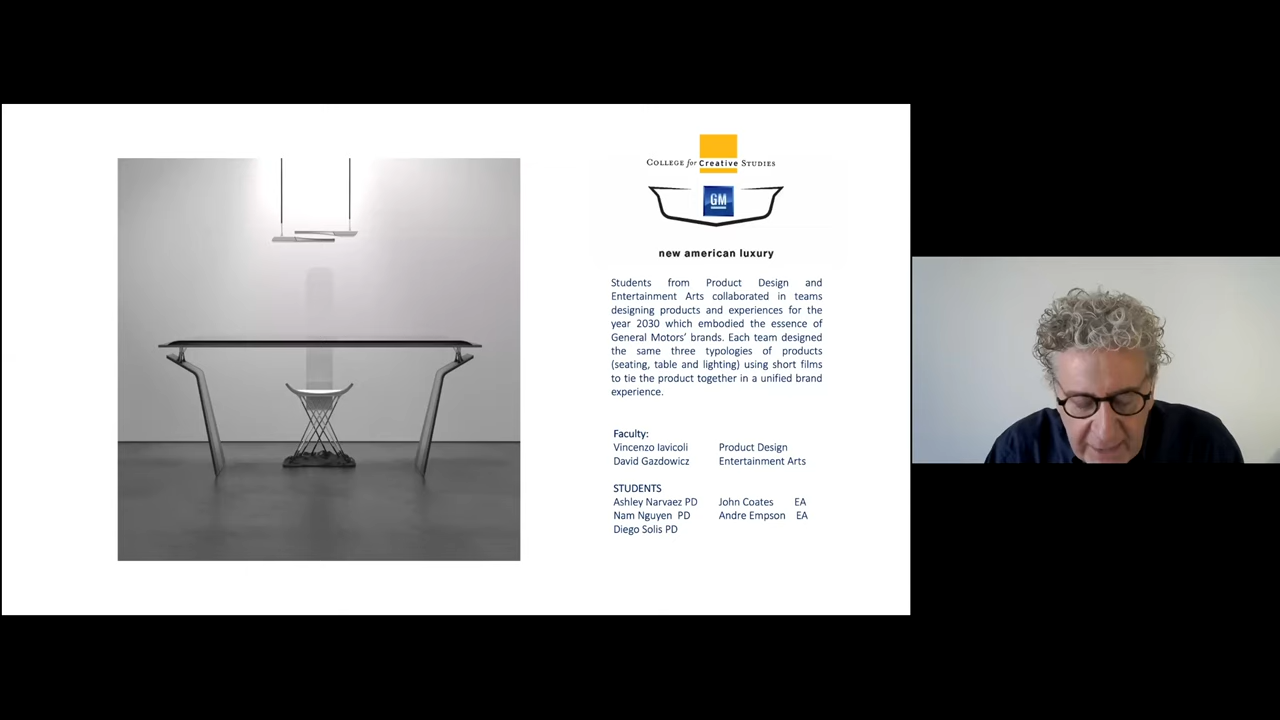 COLLEGE for Creative STUDIES
GM
new american luxury
Students from Product Design and
Entertainment Arts collaborated in teams
designing products and experiences for the
year 2030 which embodied the essence of
General Motors' brands. Each team designed
the same three typologies of products
(seating, table and lighting) using short films
to tie the product together in a unified brand
experience.
Faculty:
Vincenzo Iavicoli Product Design
David Gazdowicz Entertainment Arts
STUDENTS
Ashley Narvaez PD John Coates EA
Nam Nguyen PD Andre Empson EA
Diego Solis PD